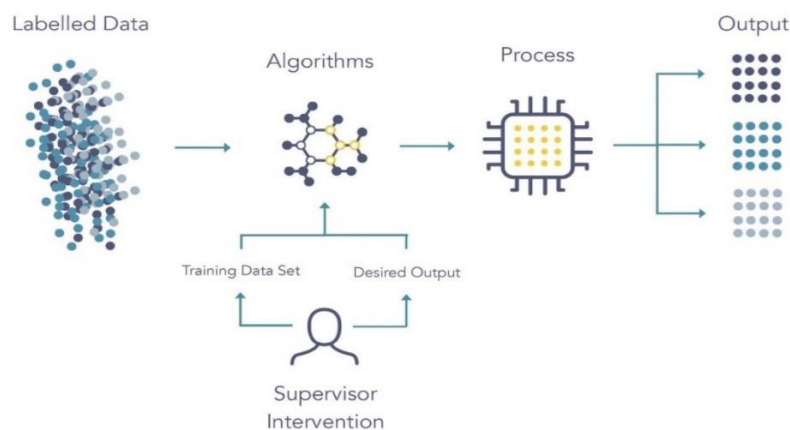 Labelled Data
Algorithms
Process
Output
Training Data Set
Desired Output
Supervisor
Intervention